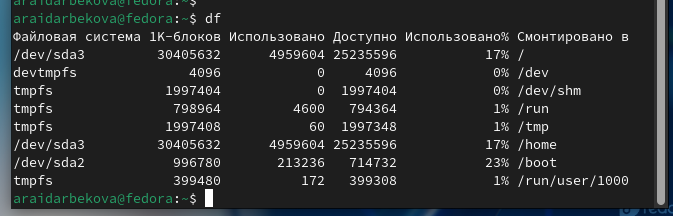 araidarbekova@fedora:~$
araidarbekova@fedora:~$ df
Файловая система 1K-блоков Использовано Доступно Использовано% Смонтировано в
/dev/sda3 30405632 4959604 25235596 17% /
devtmpfs 4096 0 4096 0% /dev
tmpfs 1997404 0 1997404 0% /dev/shm
tmpfs 798964 4600 794364 1% /run
tmpfs 1997408 60 1997348 1% /tmp
/dev/sda3 30405632 4959604 25235596 17% /home
/dev/sda2 996780 213236 714732 23% /boot
tmpfs 399480 172 399308 1% /run/user/1000
araidarbekova@fedora:~$